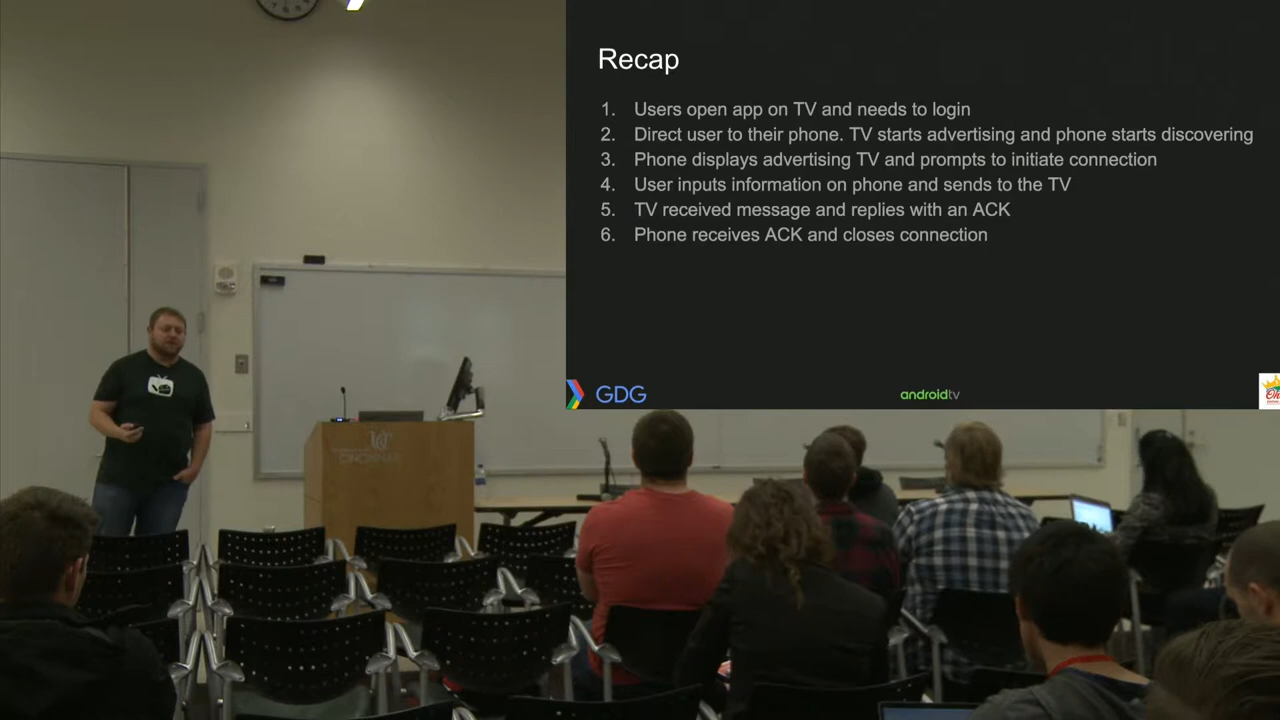 Recap
1. Users open app on TV and needs to login
2. Direct user to their phone. TV starts advertising and phone starts discovering
3. Phone displays advertising TV and prompts to initiate connection
4. User inputs information on phone and sends to the TV
5. TV received message and replies with an ACK
6. Phone receives ACK and closes connection
GDG
androidtv
CINCINNATI